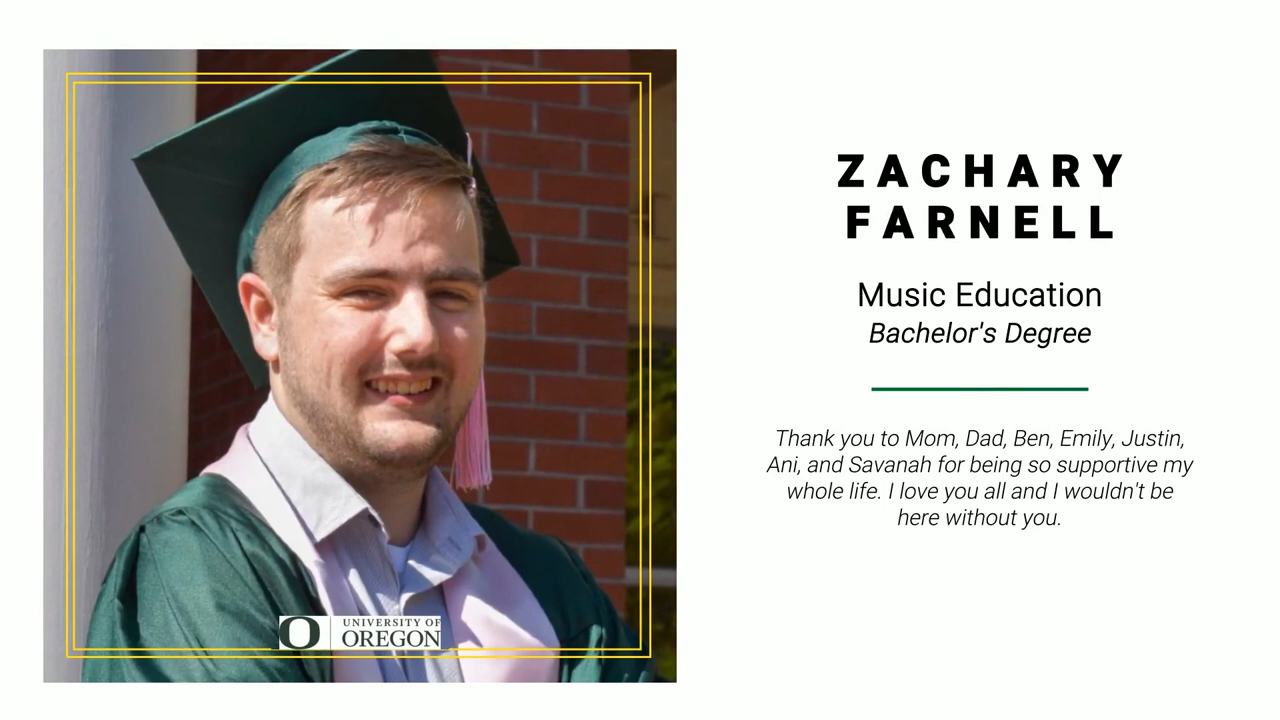 ZACHARY
FARNELL
Music Education
Bachelor's Degree
Thank you to Mom, Dad, Ben, Emily, Justin,
Ani, and Savanah for being so supportive my
whole life. I love you all and I wouldn't be
here without you.
O UNIVERSITY OF
OREGON